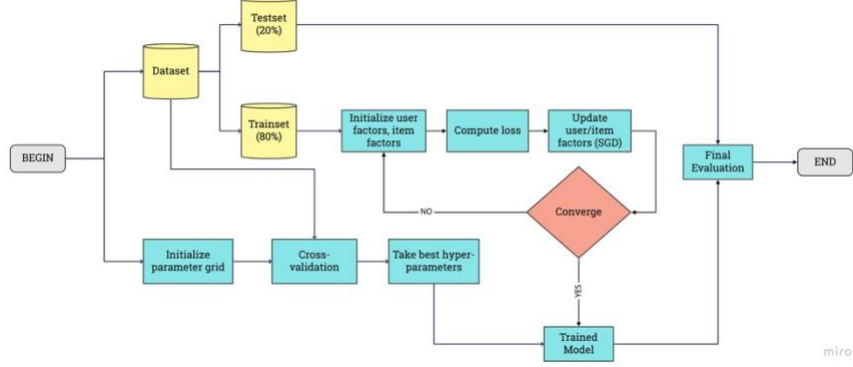 Testset
(20%)
Dataset
Trainset
(80%)
Initialize user
factors, item
factors
Compute loss
Update
user/item
factors (SGD)
BEGIN
Final
Evaluation
END
NO
Converge
Initialize
parameter grid
Cross-
validation
Take best hyper-
parameters
YES
Trained
Model
miro